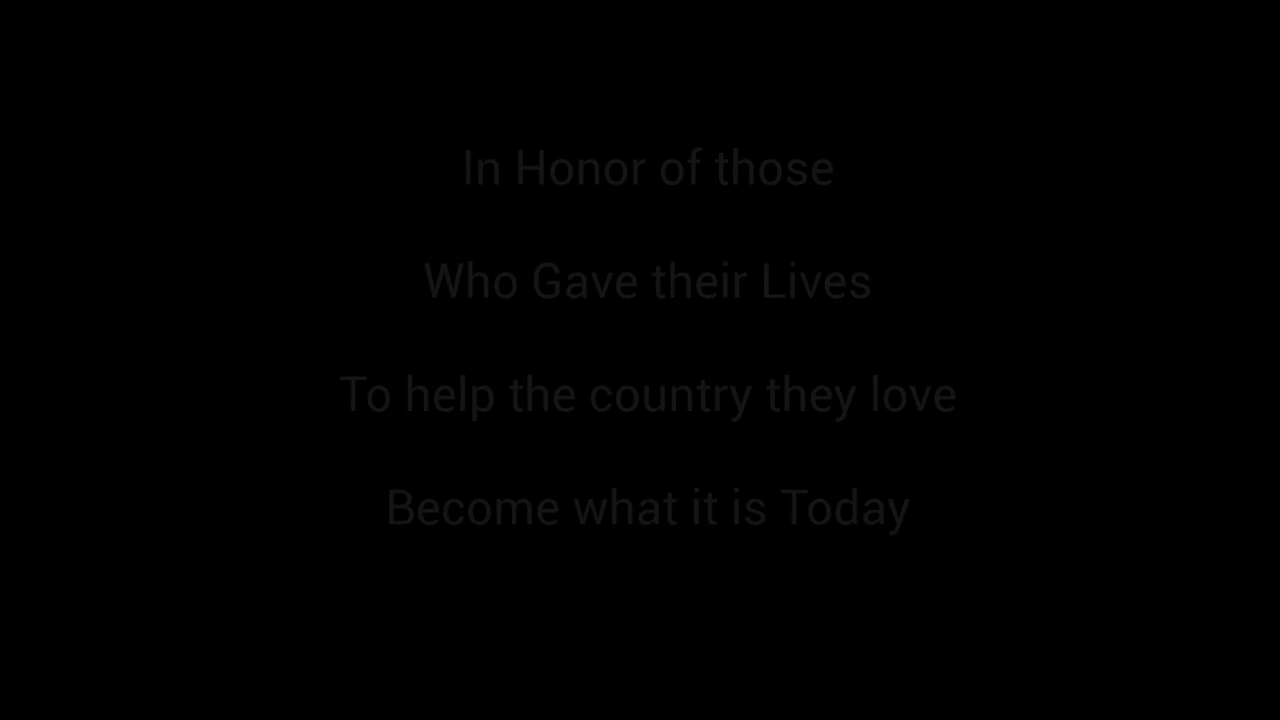 In Honor of those
Who Gave their Lives
To help the country they love
Become what it is Today